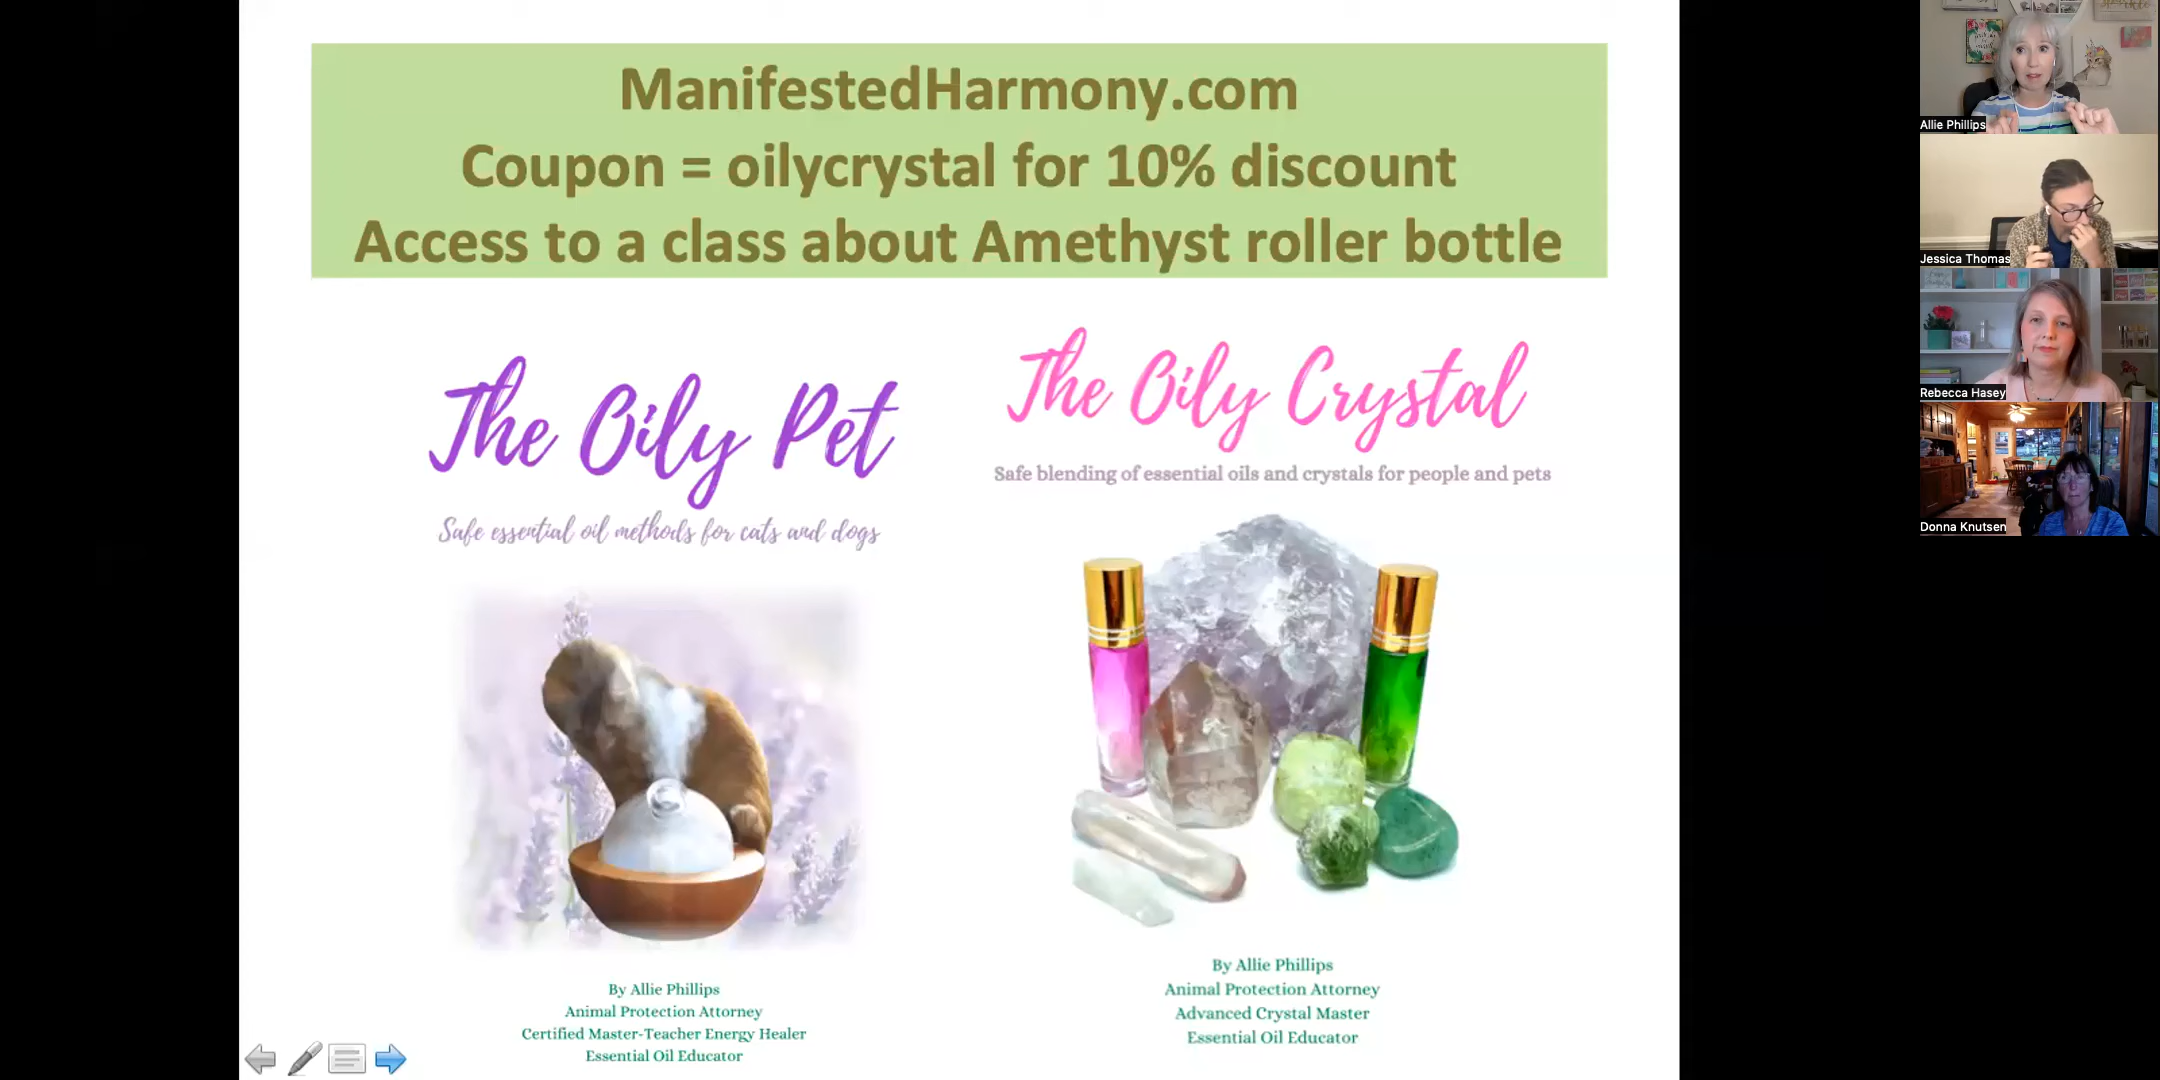 ManifestedHarmony.com
Coupon = oilycrystal for 10% discount
Access to a class about Amethyst roller bottle
The Oily Pet
Safe essential oil methods for cats and dogs
By Allie Phillips
Animal Protection Attorney
Certified Master-Teacher Energy Healer
Essential Oil Educator
The Oily Crystal
Safe blending of essential oils and crystals for people and pets
By Allie Phillips
Animal Protection Attorney
Advanced Crystal Master
Essential Oil Educator
Allie Phillips
Jessica Thomas
Rebecca Hasey
Donna Knutsen